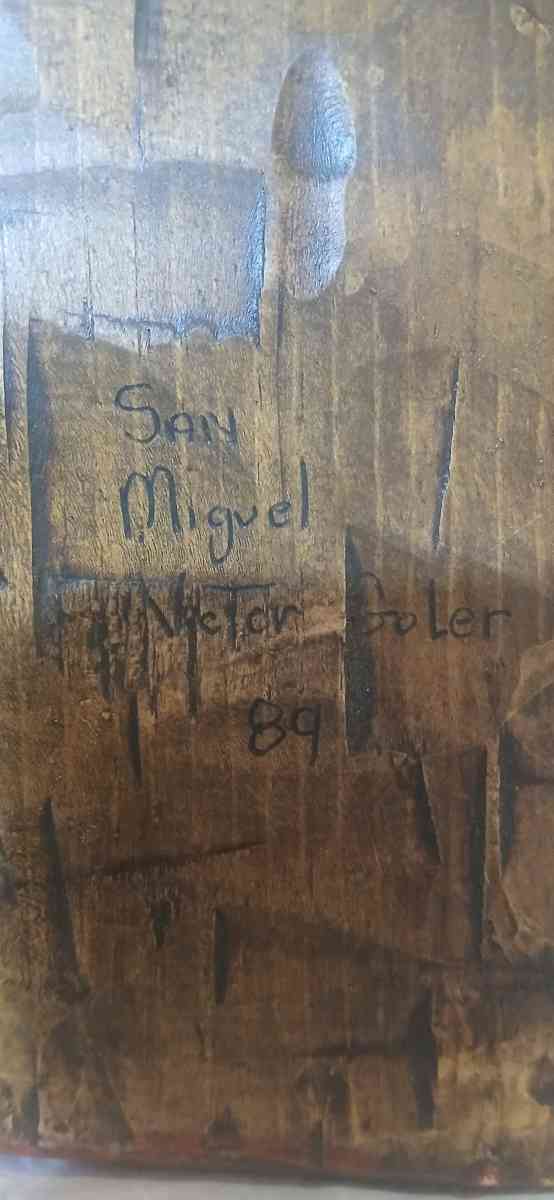 San
Miguel
Victor Soler
89